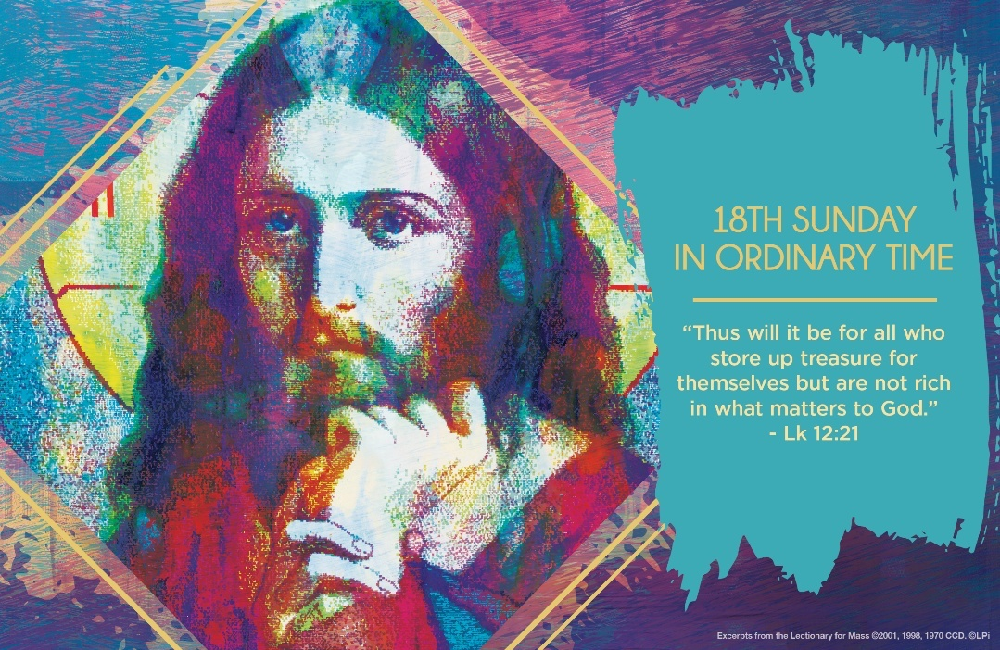 18TH SUNDAY
IN ORDINARY TIME
“Thus will it be for all who
store up treasure for
themselves but are not rich
in what matters to God.”
- Lk 12:21
Excerpts from the Lectionary for Mass ©2001, 1998, 1970 CCD. ©LPi